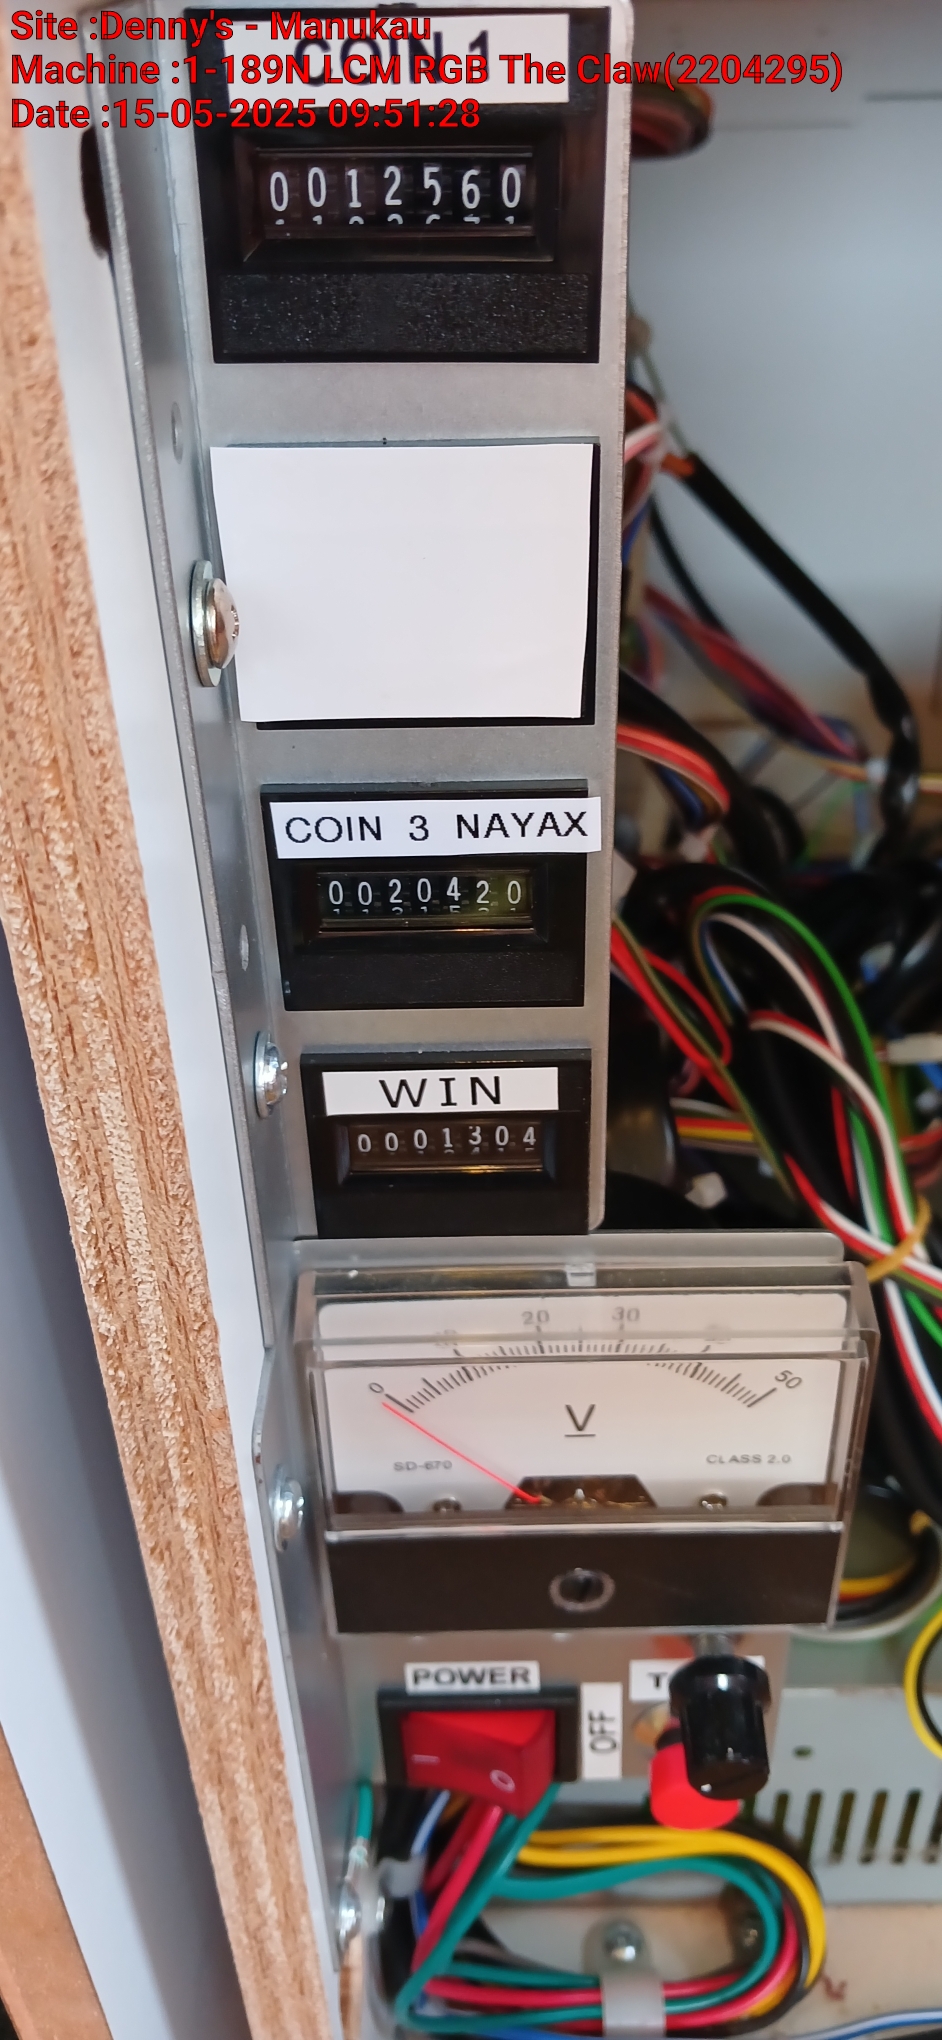 Site :Denny's - Manukau
Machine :1-189N LCM RGB The Claw(2204295)
Date :15-05-2025 09:51:28
COIN 1
0012560
COIN 3 NAYAX
0020420
WIN
0001304
20 30
0 50
V
SD-670 CLASS 2.0
POWER
OFF